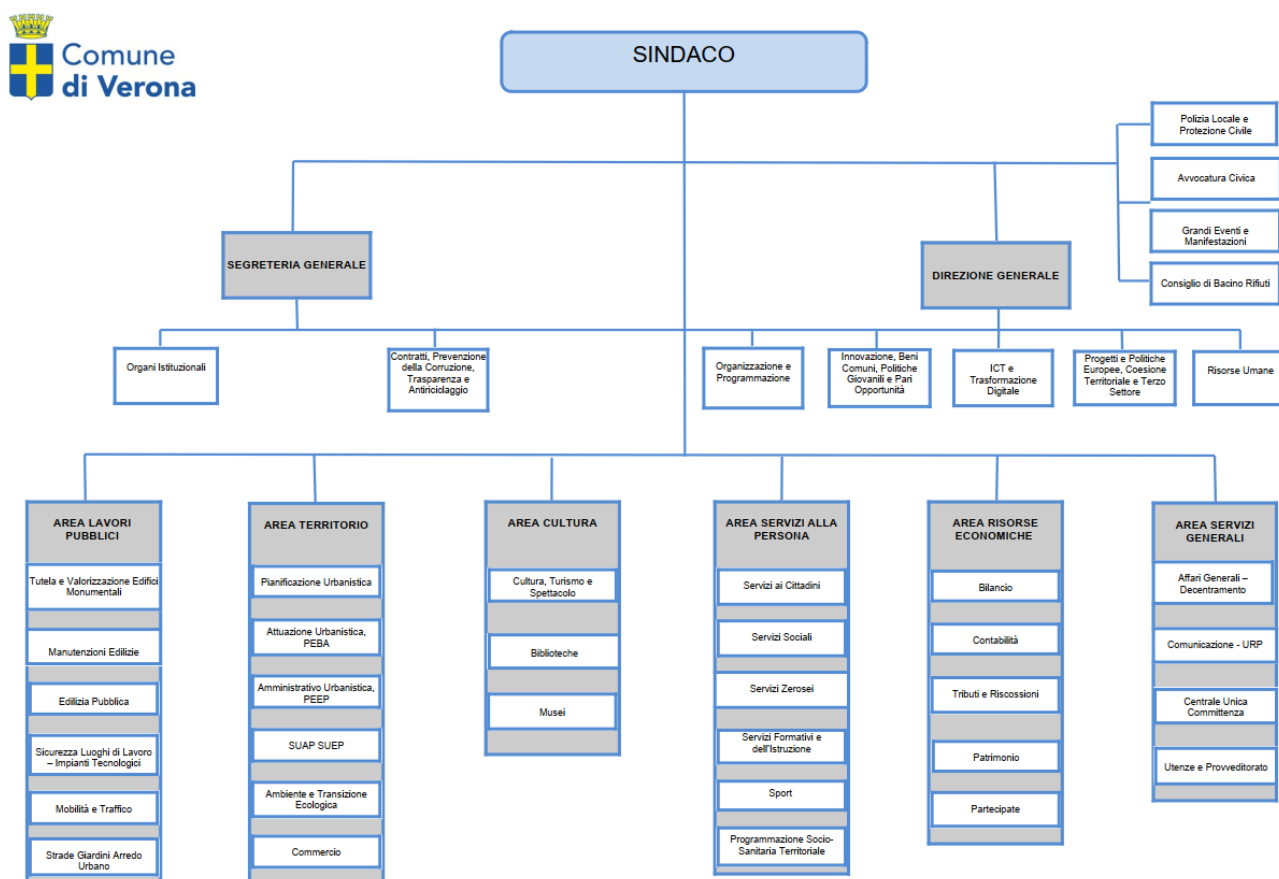 Comune
di Verona
SINDACO
Polizia Locale e
Protezione Civile
Avvocatura Civica
Grandi Eventi e
Manifestazioni
Consiglio di Bacino Rifiuti
SEGRETERIA GENERALE
DIREZIONE GENERALE
Organi Istituzionali
Contratti, Prevenzione
della Corruzione,
Trasparenza e
Antiriciclaggio
Organizzazione e
Programmazione
Innovazione, Beni
Comuni, Politiche
Giovanili e Pari
Opportunità
ICT e
Trasformazione
Digitale
Progetti e Politiche
Europee, Coesione
Territoriale e Terzo
Settore
Risorse Umane
AREA LAVORI
PUBBLICI
Tutela e Valorizzazione Edifici
Monumentali
Manutenzioni Edilizie
Edilizia Pubblica
Sicurezza Luoghi di Lavoro
– Impianti Tecnologici
Mobilità e Traffico
Strade Giardini Arredo
Urbano
AREA TERRITORIO
Pianificazione Urbanistica
Attuazione Urbanistica,
PEBA
Amministrativo Urbanistica,
PEEP
SUAP SUEP
Ambiente e Transizione
Ecologica
Commercio
AREA CULTURA
Cultura, Turismo e
Spettacolo
Biblioteche
Musei
AREA SERVIZI ALLA
PERSONA
Servizi ai Cittadini
Servizi Sociali
Servizi Zerosei
Servizi Formativi e
dell'Istruzione
Sport
Programmazione Socio-
Sanitaria Territoriale
AREA RISORSE
ECONOMICHE
Bilancio
Contabilità
Tributi e Riscossioni
Patrimonio
Partecipate
AREA SERVIZI
GENERALI
Affari Generali –
Decentramento
Comunicazione - URP
Centrale Unica
Committenza
Utenze e Provveditorato